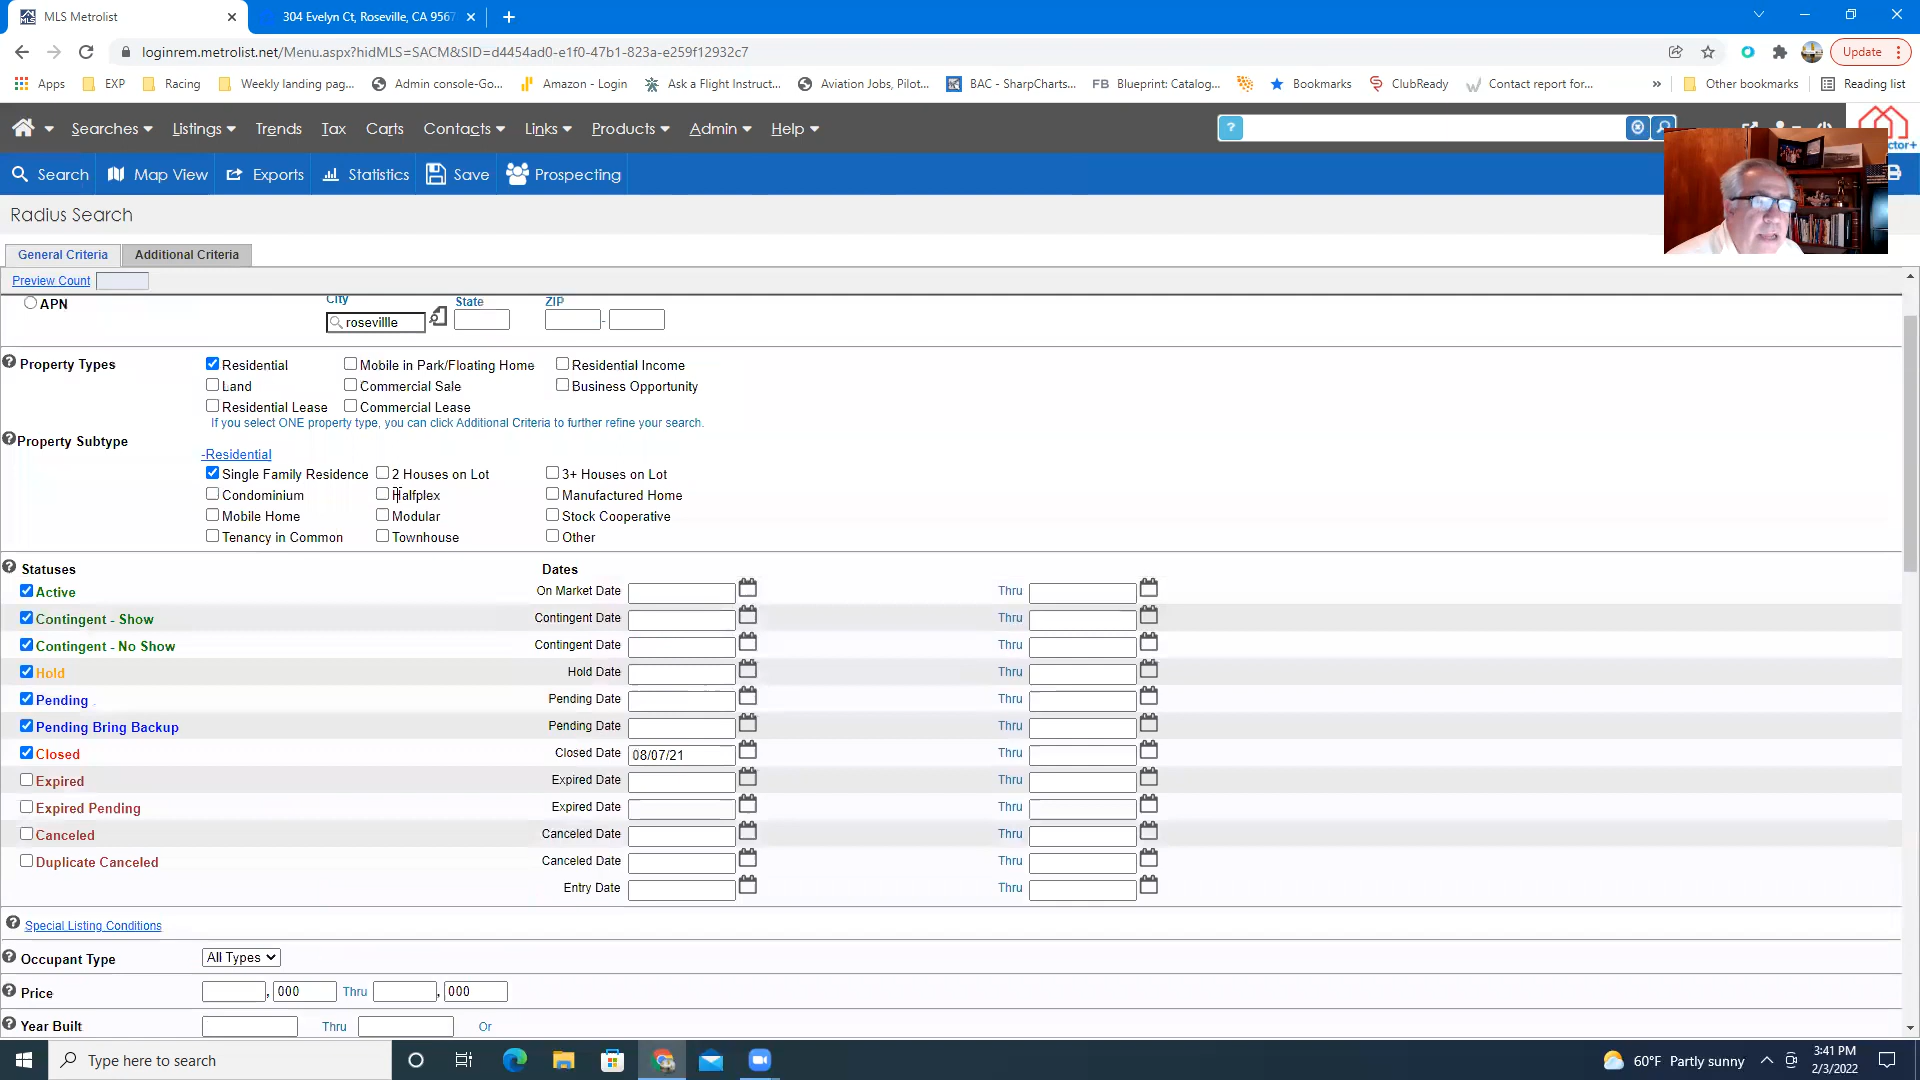 MLS Metrolist
304 Evelyn Ct, Roseville, CA 9567
loginrem.metrolist.net/Menu.aspx?hidMLS=SACM&SID=d4454ad0-e1f0-47b1-823a-e259f12932c7
Update
Apps EXP Racing Weekly landing pag... Admin console-Go... Amazon - Login Ask a Flight Instruct... Aviation Jobs, Pilot... BAC - SharpCharts... FB Blueprint: Catalog... Bookmarks ClubReady Contact report for... » Other bookmarks Reading list
Searches Listings Trends Tax Carts Contacts Links Products Admin Help ?
ctor+
Search Map View Exports Statistics Save Prospecting
Radius Search
General Criteria Additional Criteria
Preview Count
APN City State ZIP
rosevillle -
Property Types Residential Mobile in Park/Floating Home Residential Income
Land Commercial Sale Business Opportunity
Residential Lease Commercial Lease
If you select ONE property type, you can click Additional Criteria to further refine your search.
Property Subtype
-Residential
Single Family Residence 2 Houses on Lot 3+ Houses on Lot
Condominium Halfplex Manufactured Home
Mobile Home Modular Stock Cooperative
Tenancy in Common Townhouse Other
Statuses Dates
Active On Market Date Thru
Contingent - Show Contingent Date Thru
Contingent - No Show Contingent Date Thru
Hold Hold Date Thru
Pending Pending Date Thru
Pending Bring Backup Pending Date Thru
Closed Closed Date 08/07/21 Thru
Expired Expired Date Thru
Expired Pending Expired Date Thru
Canceled Canceled Date Thru
Duplicate Canceled Canceled Date Thru
Entry Date Thru
Special Listing Conditions
Occupant Type All Types
Price , 000 Thru , 000
Year Built Thru Or
Type here to search
60°F Partly sunny
3:41 PM
2/3/2022